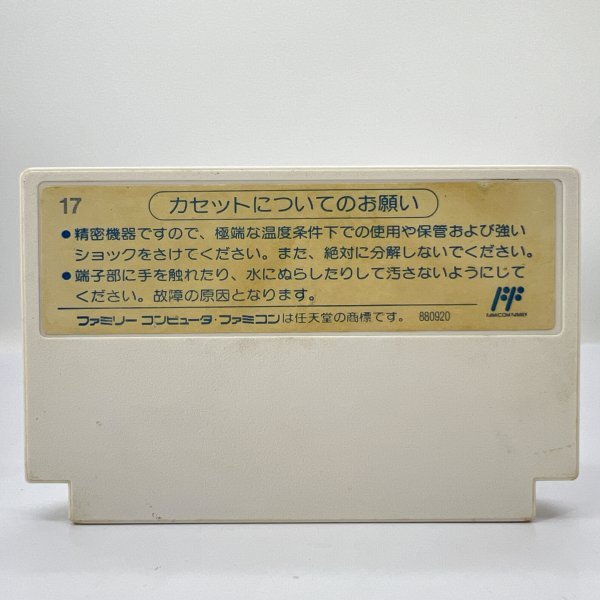 17
カセットについてのお願い
●精密機器ですので、極端な温度条件下での使用や保管および強い
ショックをさけてください。また、絶対に分解しないでください。
●端子部に手を触れたり、水にぬらしたりして汚さないようにして
ください。故障の原因となります。
ファミリーコンピュータ・ファミコンは任天堂の商標です。 880920
FF
FAMICOM FAMILY